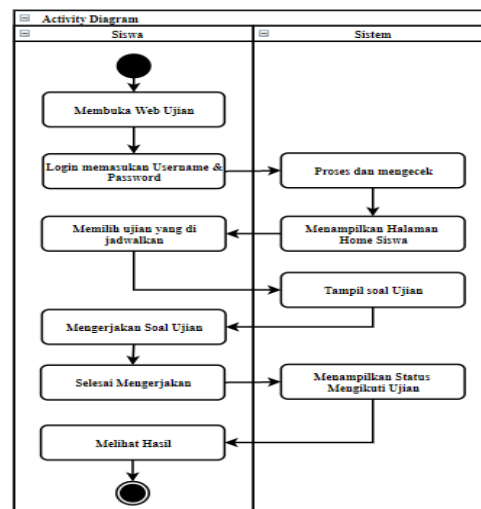 Activity Diagram
Siswa
Sistem
Membuka Web Ujian
Login memasukan Username &
Password
Proses dan mengecek
Memilih ujian yang di
jadwalkan
Menampilkan Halaman
Home Siswa
Tampil soal Ujian
Mengerjakan Soal Ujian
Selesai Mengerjakan
Menampilkan Status
Mengikuti Ujian
Melihat Hasil